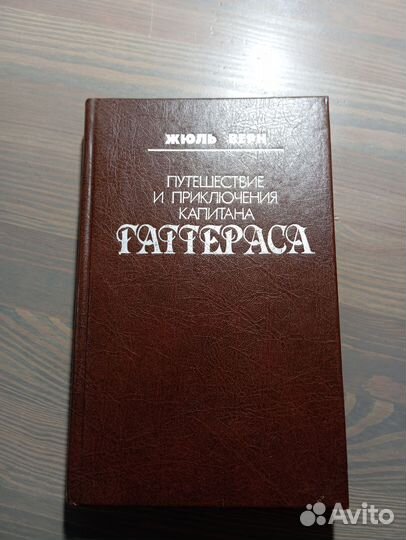 ЖЮЛЬ ВЕРН
ПУТЕШЕСТВИЕ
И ПРИКЛЮЧЕНИЯ
КАПИТАНА
ГАТТЕРАСА
Avito